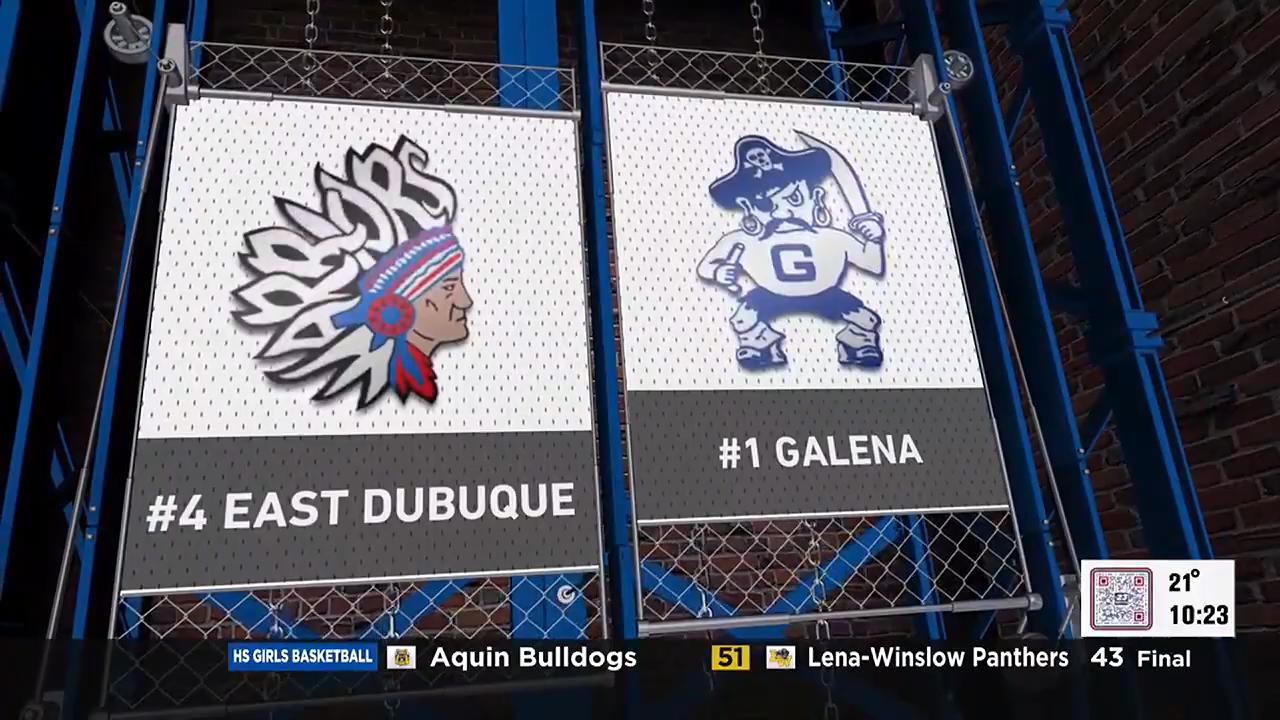 WARRIORS
G
#4 EAST DUBUQUE
#1 GALENA
21°
10:23
HS GIRLS BASKETBALL Aquin Bulldogs 51 Lena-Winslow Panthers 43 Final